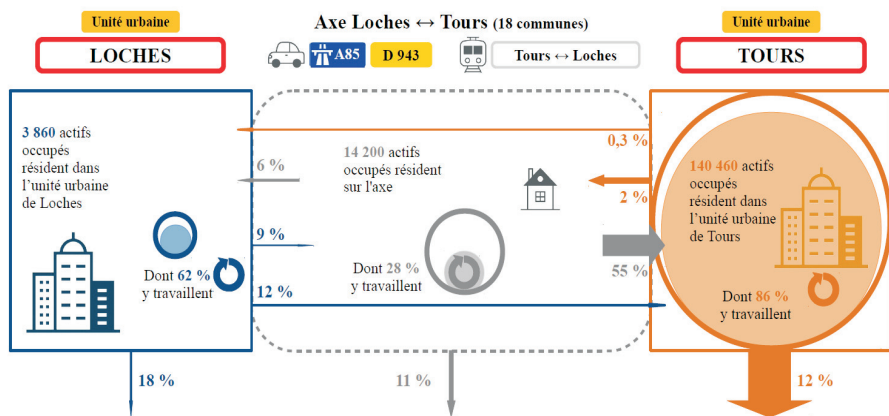 Unité urbaine
LOCHES
Axe Loches ↔ Tours (18 communes)
A85
D 943
Tours ↔ Loches
Unité urbaine
TOURS
3 860 actifs
occupés
résident dans
l'unité urbaine
de Loches
Dont 62 %
y travaillent
6 %
9 %
12 %
18 %
14 200 actifs
occupés résident
sur l'axe
Dont 28 %
y travaillent
11 %
0,3 %
2 %
55 %
140 460 actifs
occupés
résident dans
l'unité urbaine
de Tours
Dont 86 %
y travaillent
12 %